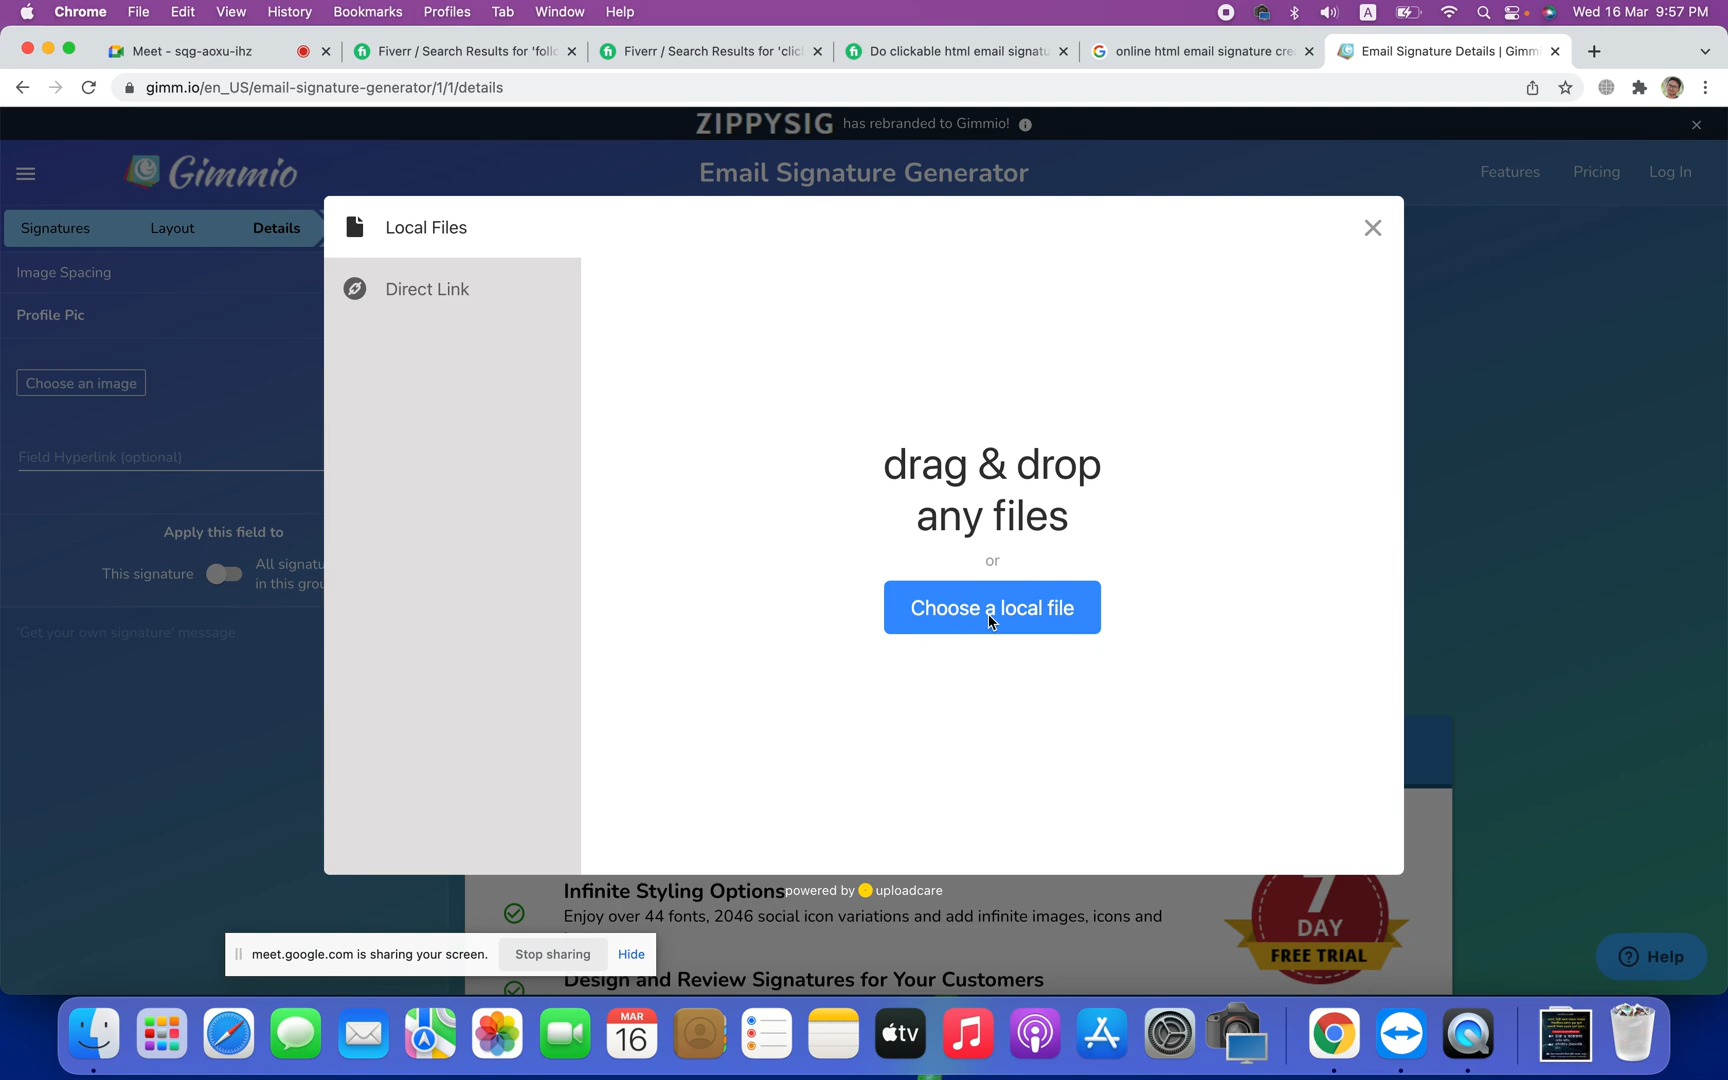 Chrome File Edit View History Bookmarks Profiles Tab Window Help A Wed 16 Mar 9:57 PM
Meet - sqg-aoxu-ihz Fiverr / Search Results for 'follo Fiverr / Search Results for 'clic Do clickable html email signatu online html email signature cre Email Signature Details | Gimm
gimm.io/en_US/email-signature-generator/1/1/details
ZIPPYSIG has rebranded to Gimmio!
Gimmio Email Signature Generator Features Pricing Log In
Signatures Layout Details
Local Files
Image Spacing
Direct Link
Profile Pic
Choose an image
Field Hyperlink (optional)
drag & drop
any files
or
Choose a local file
Apply this field to
This signature
All signatu
in this grou
'Get your own signature' message
powered by uploadcare
Infinite Styling Options
Enjoy over 44 fonts, 2046 social icon variations and add infinite images, icons and
7
DAY
FREE TRIAL
meet.google.com is sharing your screen. Stop sharing Hide
Design and Review Signatures for Your Customers
Help
MAR
16
tv